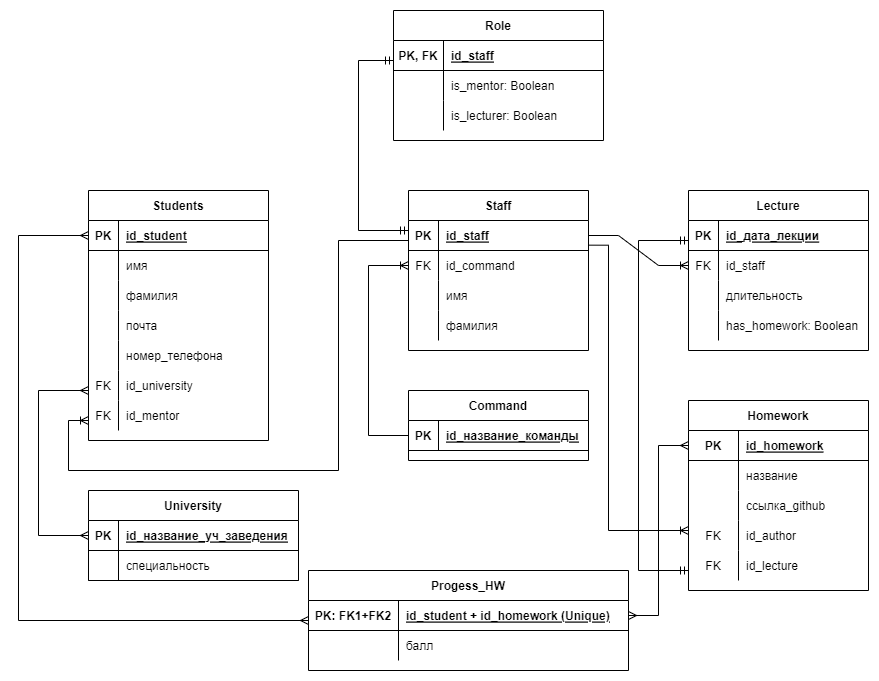 Role
PK, FK id_staff
is_mentor: Boolean
is_lecturer: Boolean
Students
PK id_student
имя
фамилия
почта
номер_телефона
FK id_university
FK id_mentor
Staff
PK id_staff
FK id_command
имя
фамилия
Lecture
PK id_дата_лекции
FK id_staff
длительность
has_homework: Boolean
Command
PK id_название_команды
Homework
PK id_homework
название
ссылка_github
FK id_author
FK id_lecture
University
PK id_название_уч_заведения
специальность
Progess_HW
PK: FK1+FK2 id_student + id_homework (Unique)
балл